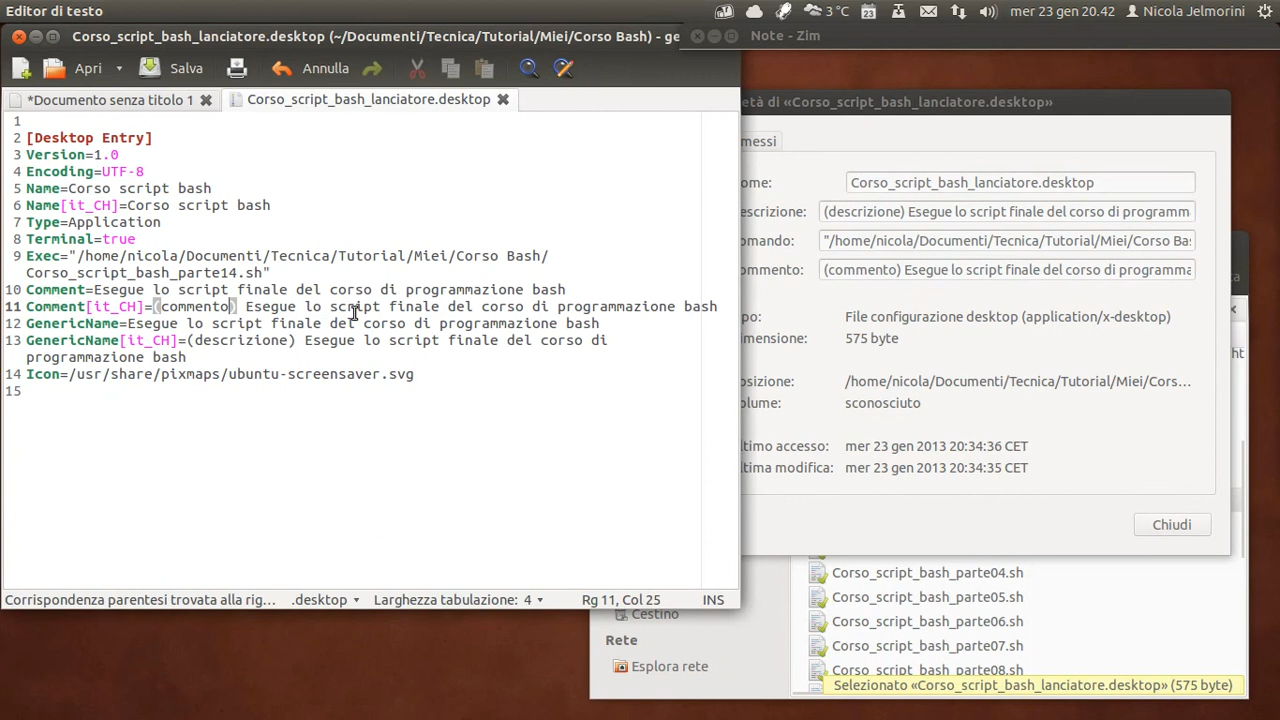 Editor di testo
3 °C
23
mer 23 gen 20.42
Nicola Jelmorini
Corso_script_bash_lanciatore.desktop (~/Documenti/Tecnica/Tutorial/Miei/Corso Bash) - ge
Note - Zim
Apri
Salva
Annulla
*Documento senza titolo 1
Corso_script_bash_lanciatore.desktop
1
2 [Desktop Entry]
3 Version=1.0
4 Encoding=UTF-8
5 Name=Corso script bash
6 Name[it_CH]=Corso script bash
7 Type=Application
8 Terminal=true
9 Exec="/home/nicola/Documenti/Tecnica/Tutorial/Miei/Corso Bash/
Corso_script_bash_parte14.sh"
10 Comment=Esegue lo script finale del corso di programmazione bash
11 Comment[it_CH]=(commento) Esegue lo script finale del corso di programmazione bash
12 GenericName=Esegue lo script finale del corso di programmazione bash
13 GenericName[it_CH]=(descrizione) Esegue lo script finale del corso di
programmazione bash
14 Icon=/usr/share/pixmaps/ubuntu-screensaver.svg
15
Corrispondenza parentesi trovata alla rig...
.desktop
Larghezza tabulazione: 4
Rg 11, Col 25
INS
età di «Corso_script_bash_lanciatore.desktop»
messi
ome:
Corso_script_bash_lanciatore.desktop
escrizione:
(descrizione) Esegue lo script finale del corso di programm
omando:
"/home/nicola/Documenti/Tecnica/Tutorial/Miei/Corso Ba
ommento:
(commento) Esegue lo script finale del corso di programma
po:
File configurazione desktop (application/x-desktop)
mensione:
575 byte
osizione:
/home/nicola/Documenti/Tecnica/Tutorial/Miei/Cors...
olume:
sconosciuto
ltimo accesso:
mer 23 gen 2013 20:34:36 CET
ltima modifica:
mer 23 gen 2013 20:34:35 CET
Chiudi
ht
Corso_script_bash_parte04.sh
Corso_script_bash_parte05.sh
Cestino
Corso_script_bash_parte06.sh
Rete
Corso_script_bash_parte07.sh
Esplora rete
Corso_script_bash_parte08.sh
Selezionato «Corso_script_bash_lanciatore.desktop» (575 byte)